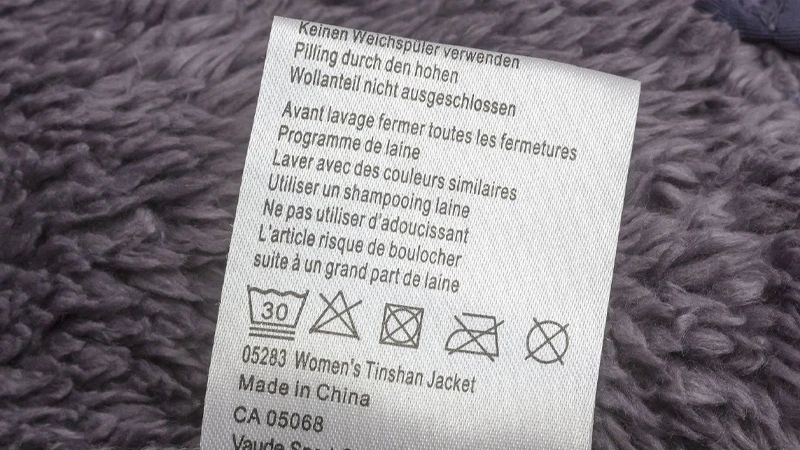 Keinen Weichspüler verwenden
Pilling durch den hohen
Wollanteil nicht ausgeschlossen
Avant lavage fermer toutes les fermetures
Programme de laine
Laver avec des couleurs similaires
Utiliser un shampooing laine
Ne pas utiliser d'adoucissant
L'article risque de boulocher
suite à un grand part de laine
30
05283 Women's Tinshan Jacket
Made in China
CA 05068
Vaude